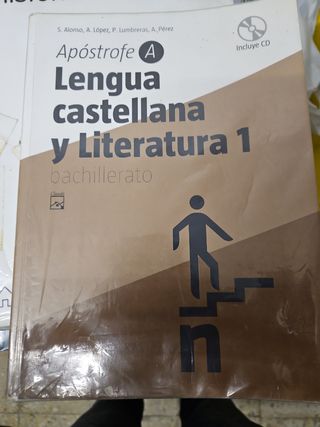 S. Alonso, A. López, P. Lumbreras, A. Pérez
Incluye CD
Apóstrofe A
Lengua
castellana
y Literatura 1
bachillerato
n